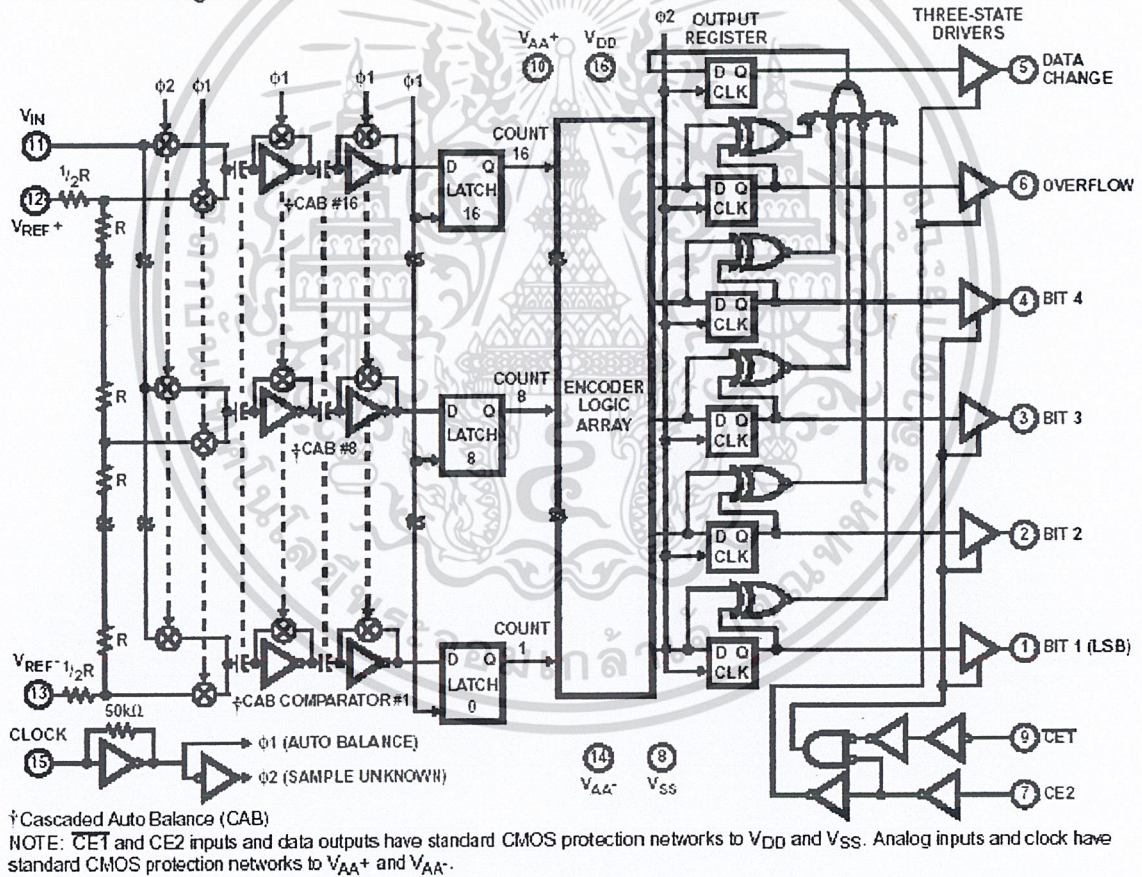 φ2
OUTPUT
REGISTER
THREE-STATE
DRIVERS
VAA+
10
VDD
16
φ2
φ1
φ1
φ1
φ1
D Q
CLK
5
DATA
CHANGE
VIN
11
12
VREF+
1/2R
R
†CAB #16
D Q
LATCH
16
COUNT
16
D Q
CLK
6
OVERFLOW
D Q
CLK
4
BIT 4
R
R
†CAB #8
D Q
LATCH
8
COUNT
8
ENCODER
LOGIC
ARRAY
D Q
CLK
3
BIT 3
D Q
CLK
2
BIT 2
R
VREF-
1/2R
13
†CAB COMPARATOR #1
D Q
LATCH
0
COUNT
1
D Q
CLK
1
BIT 1 (LSB)
CLOCK
15
50kΩ
φ1 (AUTO BALANCE)
φ2 (SAMPLE UNKNOWN)
14
VAA-
8
VSS
9
CE1
7
CE2
†Cascaded Auto Balance (CAB)
NOTE: CE1 and CE2 inputs and data outputs have standard CMOS protection networks to VDD and VSS. Analog inputs and clock have
standard CMOS protection networks to VAA+ and VAA-.